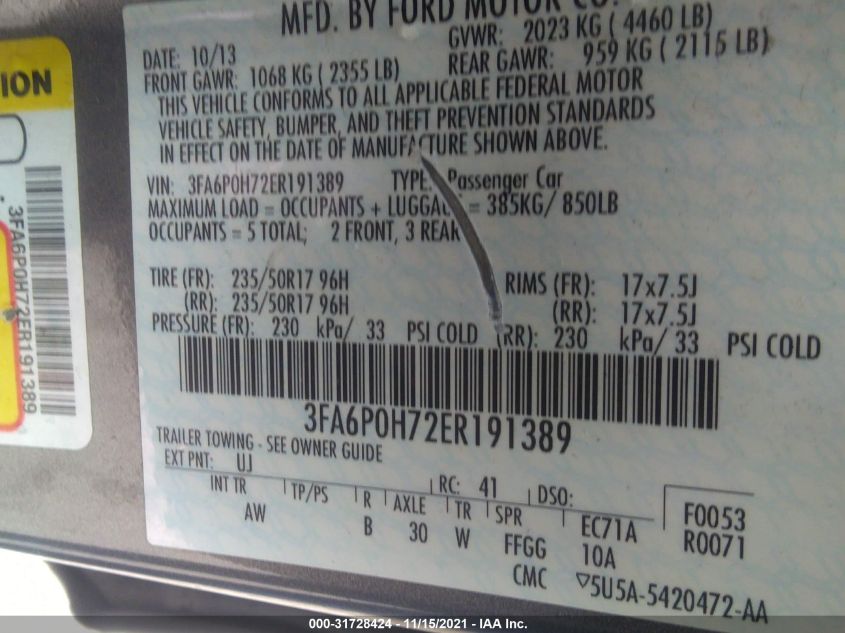 MFD. BY FORD MOTOR CO.
DATE: 10/13 GVWR: 2023 KG ( 4460 LB)
FRONT GAWR: 1068 KG ( 2355 LB) REAR GAWR: 959 KG ( 2115 LB)
THIS VEHICLE CONFORMS TO ALL APPLICABLE FEDERAL MOTOR
VEHICLE SAFETY, BUMPER, AND THEFT PREVENTION STANDARDS
IN EFFECT ON THE DATE OF MANUFACTURE SHOWN ABOVE.
VIN: 3FA6P0H72ER191389 TYPE: Passenger Car
MAXIMUM LOAD = OCCUPANTS + LUGGAGE = 385KG/ 850LB
OCCUPANTS = 5 TOTAL; 2 FRONT, 3 REAR
TIRE (FR): 235/50R17 96H RIMS (FR): 17x7.5J
(RR): 235/50R17 96H (RR): 17x7.5J
PRESSURE (FR): 230 kPa/ 33 PSI COLD (RR): 230 kPa/ 33 PSI COLD
3FA6P0H72ER191389
TRAILER TOWING - SEE OWNER GUIDE
EXT PNT: UJ RC: 41 DSO:
INT TR TP/PS R AXLE TR SPR EC71A F0053
AW B 30 W FFGG 10A R0071
CMC ▽5U5A-5420472-AA
ION
3FA6P0H72ER191389
000-31728424 - 11/15/2021 - IAA Inc.